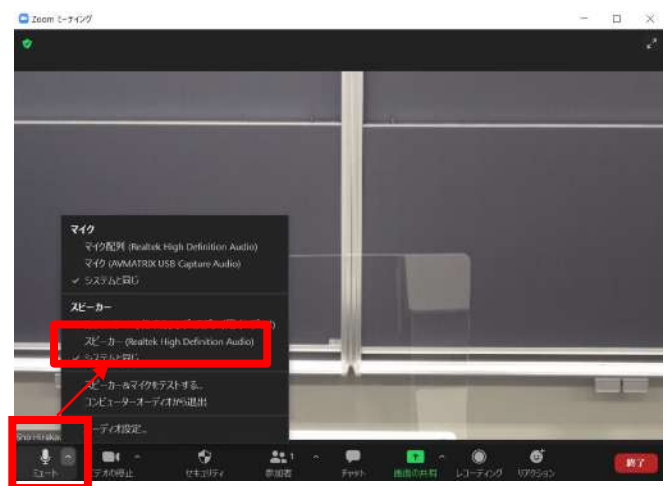 Zoom ミーティング
マイク
マイク配列 (Realtek High Definition Audio)
マイク (AVMATRIX USB Capture Audio)
✓ システムと同じ
スピーカー
スピーカー (Realtek High Definition Audio)
✓ システムと同じ
スピーカー&マイクをテストする...
コンピューターオーディオから退出
ーディオ設定...
Shori Hiraka
ミュート
デオの停止
セキュリティ
参加者
1
チャット
画面の共有
レコーディング
リアクション
終了